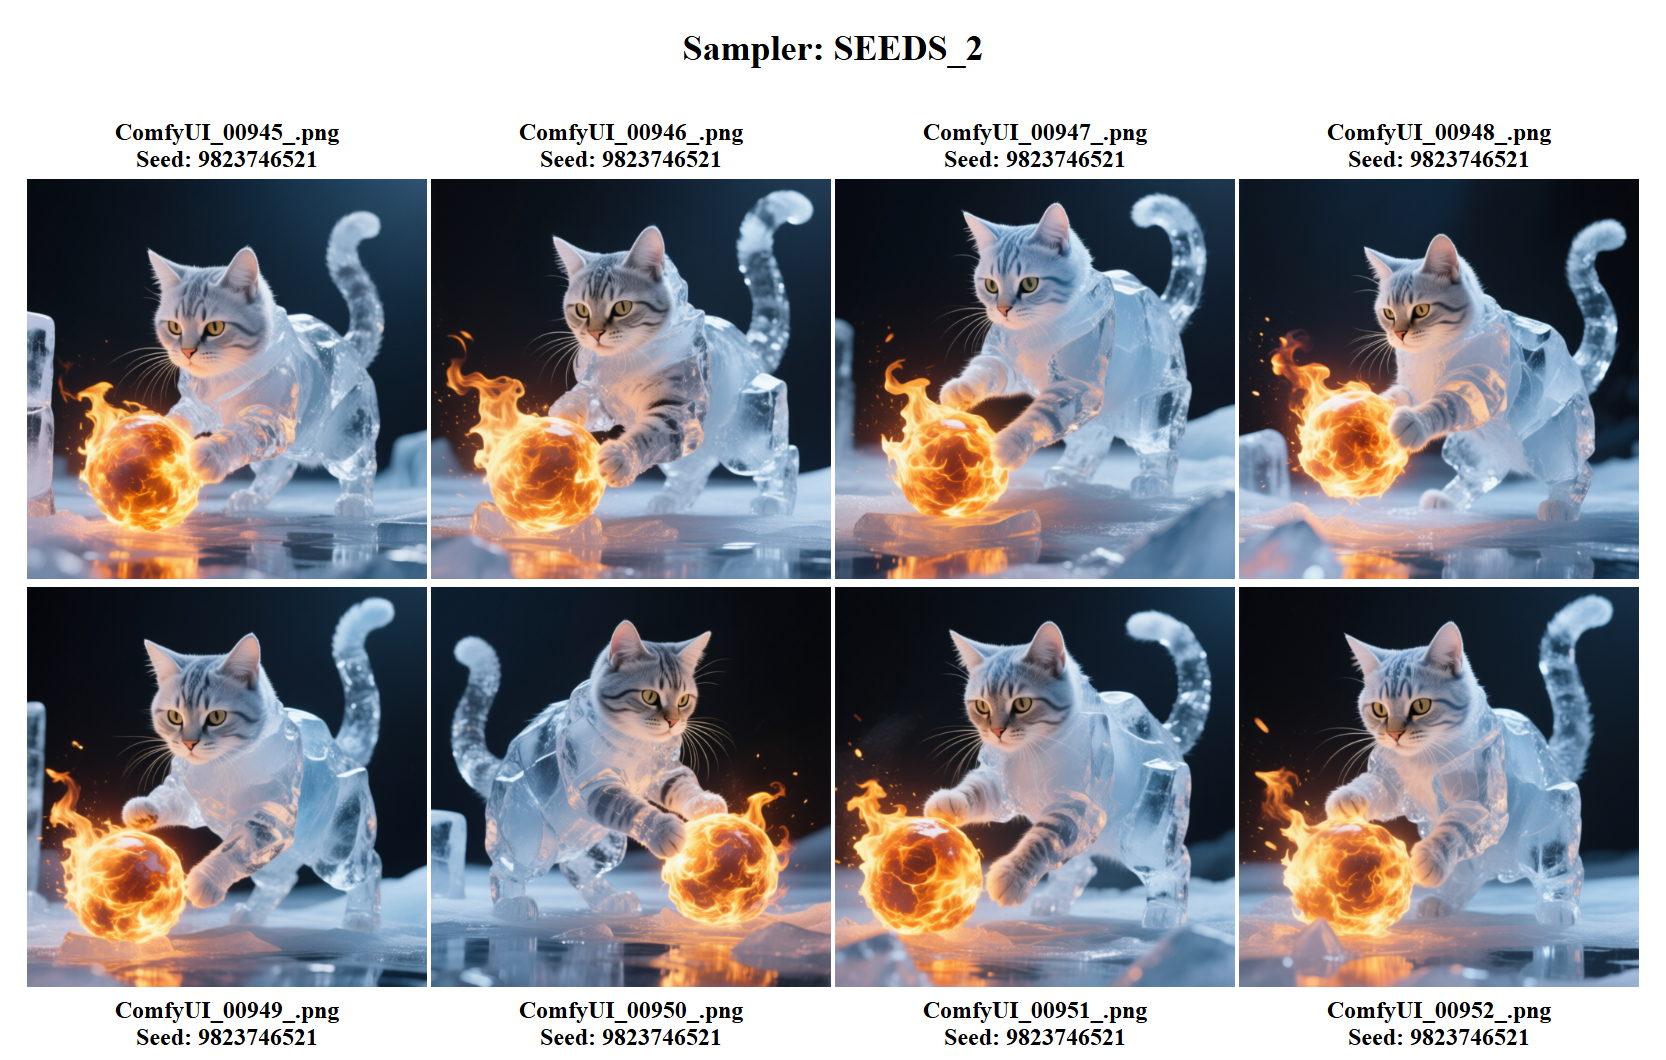 Sampler: SEEDS_2
ComfyUI_00945_.png
Seed: 9823746521
ComfyUI_00946_.png
Seed: 9823746521
ComfyUI_00947_.png
Seed: 9823746521
ComfyUI_00948_.png
Seed: 9823746521
ComfyUI_00949_.png
Seed: 9823746521
ComfyUI_00950_.png
Seed: 9823746521
ComfyUI_00951_.png
Seed: 9823746521
ComfyUI_00952_.png
Seed: 9823746521